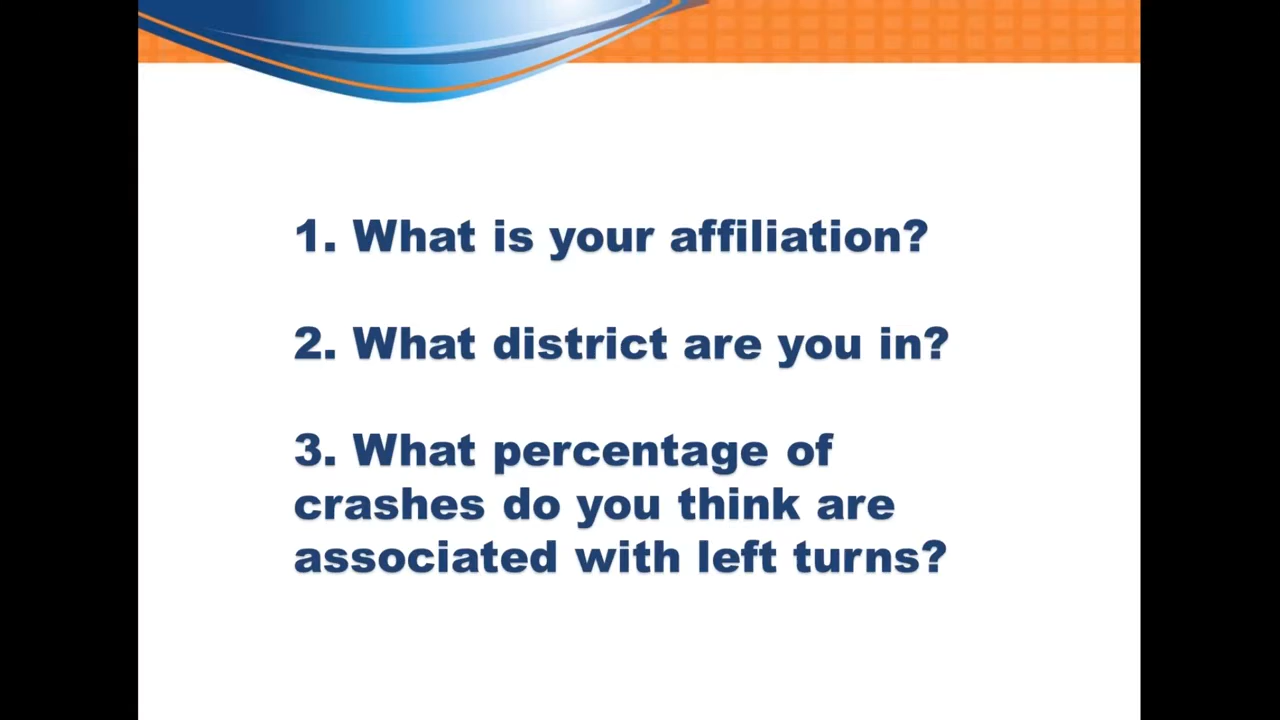 1. What is your affiliation?
2. What district are you in?
3. What percentage of
crashes do you think are
associated with left turns?